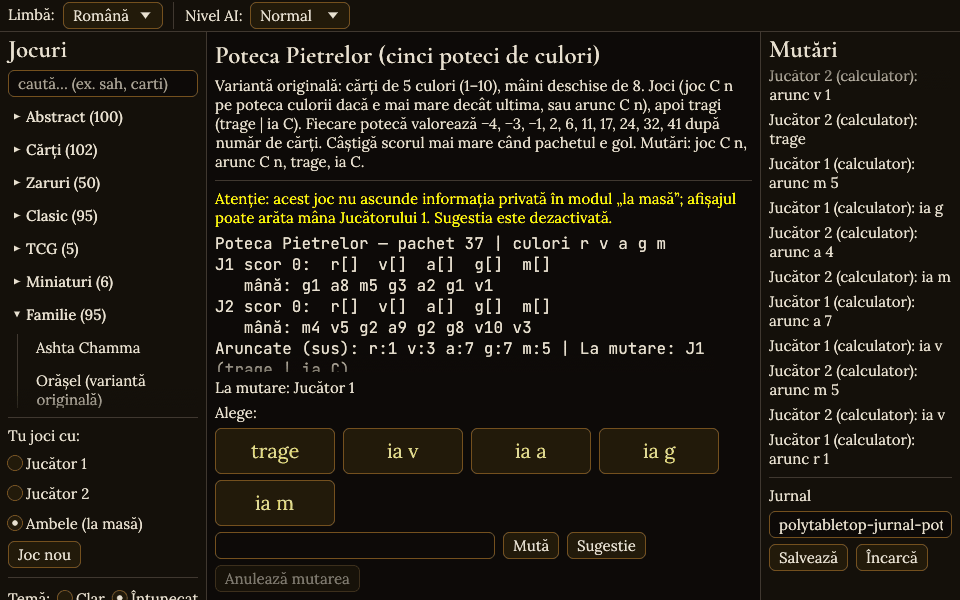 Limbă: Română ▼ Nivel AI: Normal ▼
Jocuri
caută... (ex. sah, carti)
▸ Abstract (100)
▸ Cărți (102)
▸ Zaruri (50)
▸ Clasic (95)
▸ TCG (5)
▸ Miniaturi (6)
▾ Familie (95)
Ashta Chamma
Orășel (variantă
originală)
Tu joci cu:
Jucător 1
Jucător 2
Ambele (la masă)
Joc nou
Temă: Clar Întunecat
Poteca Pietrelor (cinci poteci de culori)
Variantă originală: cărți de 5 culori (1–10), mâini deschise de 8. Joci (joc C n
pe poteca culorii dacă e mai mare decât ultima, sau arunc C n), apoi tragi
(trage | ia C). Fiecare potecă valorează −4, −3, −1, 2, 6, 11, 17, 24, 32, 41 după
număr de cărți. Câștigă scorul mai mare când pachetul e gol. Mutări: joc C n,
arunc C n, trage, ia C.
Atenție: acest joc nu ascunde informația privată în modul „la masă”; afișajul
poate arăta mâna Jucătorului 1. Sugestia este dezactivată.
Poteca Pietrelor — pachet 37 | culori r v a g m
J1 scor 0: r[] v[] a[] g[] m[]
mână: g1 a8 m5 g3 a2 g1 v1
J2 scor 0: r[] v[] a[] g[] m[]
mână: m4 v5 g2 a9 g2 g8 v10 v3
Aruncate (sus): r:1 v:3 a:7 g:7 m:5 | La mutare: J1
(trage | ia C)
La mutare: Jucător 1
Alege:
trage
ia v
ia a
ia g
ia m
Mută
Sugestie
Anulează mutarea
Mutări
Jucător 2 (calculator):
arunc v 1
Jucător 2 (calculator):
trage
Jucător 1 (calculator):
arunc m 5
Jucător 1 (calculator): ia g
Jucător 2 (calculator):
arunc a 4
Jucător 2 (calculator): ia m
Jucător 1 (calculator):
arunc a 7
Jucător 1 (calculator): ia v
Jucător 2 (calculator):
arunc m 5
Jucător 2 (calculator): ia v
Jucător 1 (calculator):
arunc r 1
Jurnal
polytabletop-jurnal-pot
Salvează
Încarcă